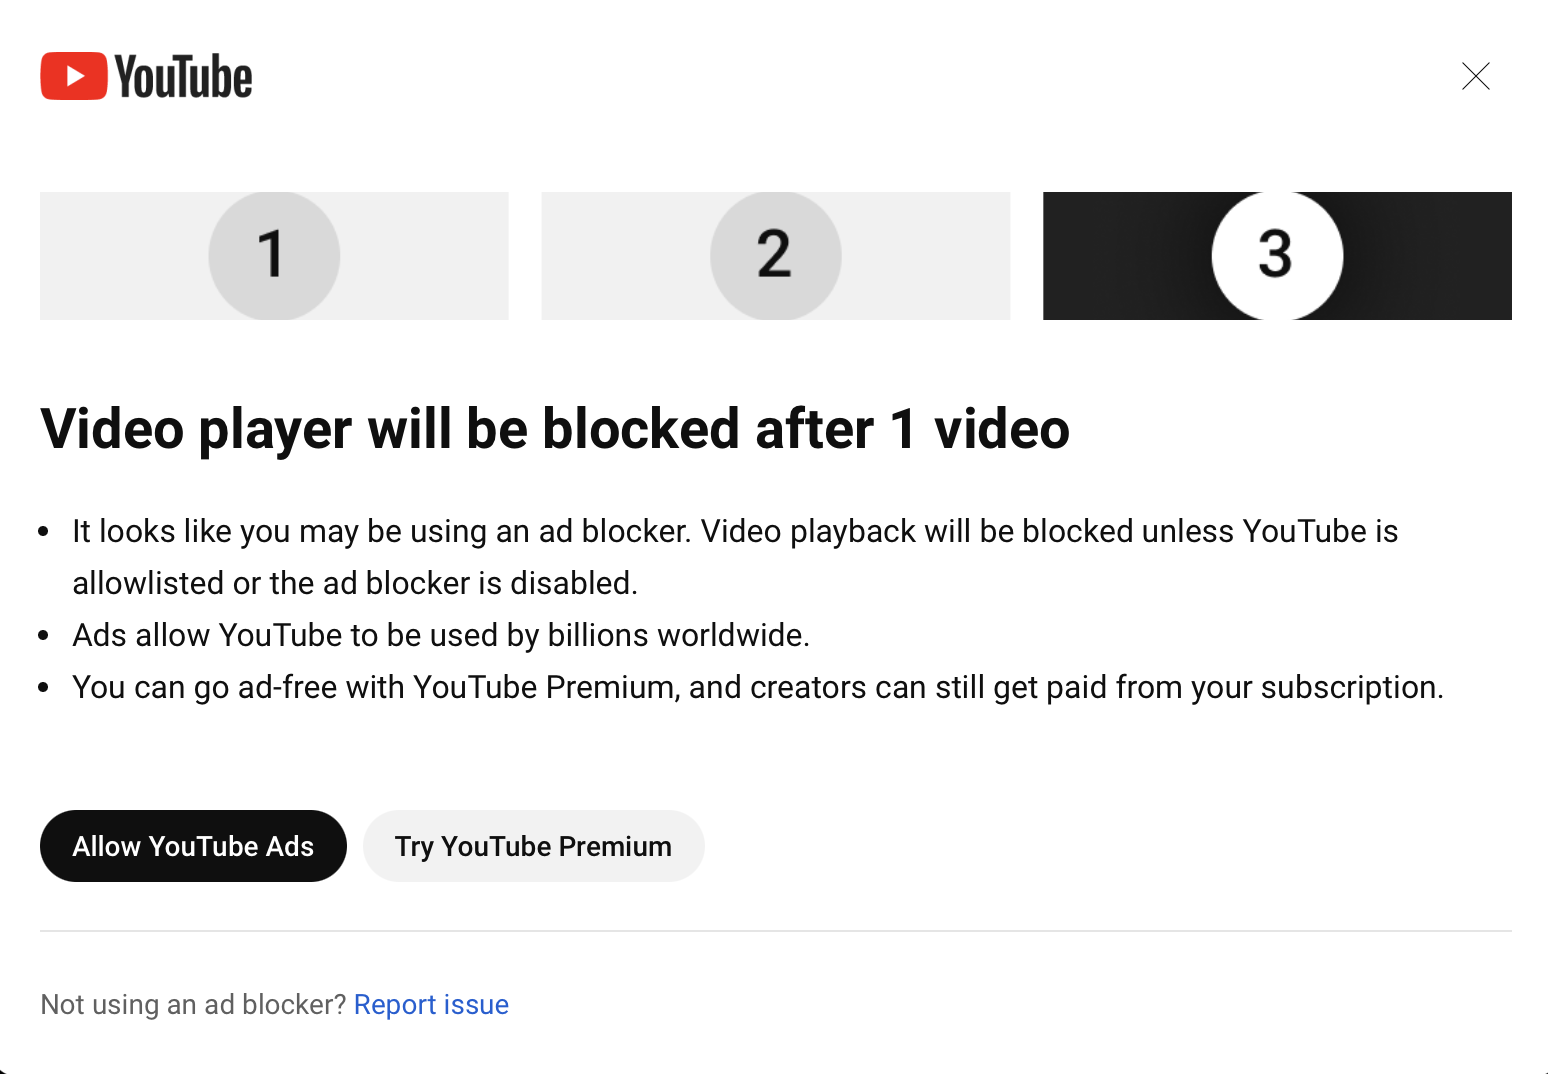 YouTube
1 2 3
Video player will be blocked after 1 video
It looks like you may be using an ad blocker. Video playback will be blocked unless YouTube is
allowlisted or the ad blocker is disabled.
Ads allow YouTube to be used by billions worldwide.
You can go ad-free with YouTube Premium, and creators can still get paid from your subscription.
Allow YouTube Ads Try YouTube Premium
Not using an ad blocker? Report issue